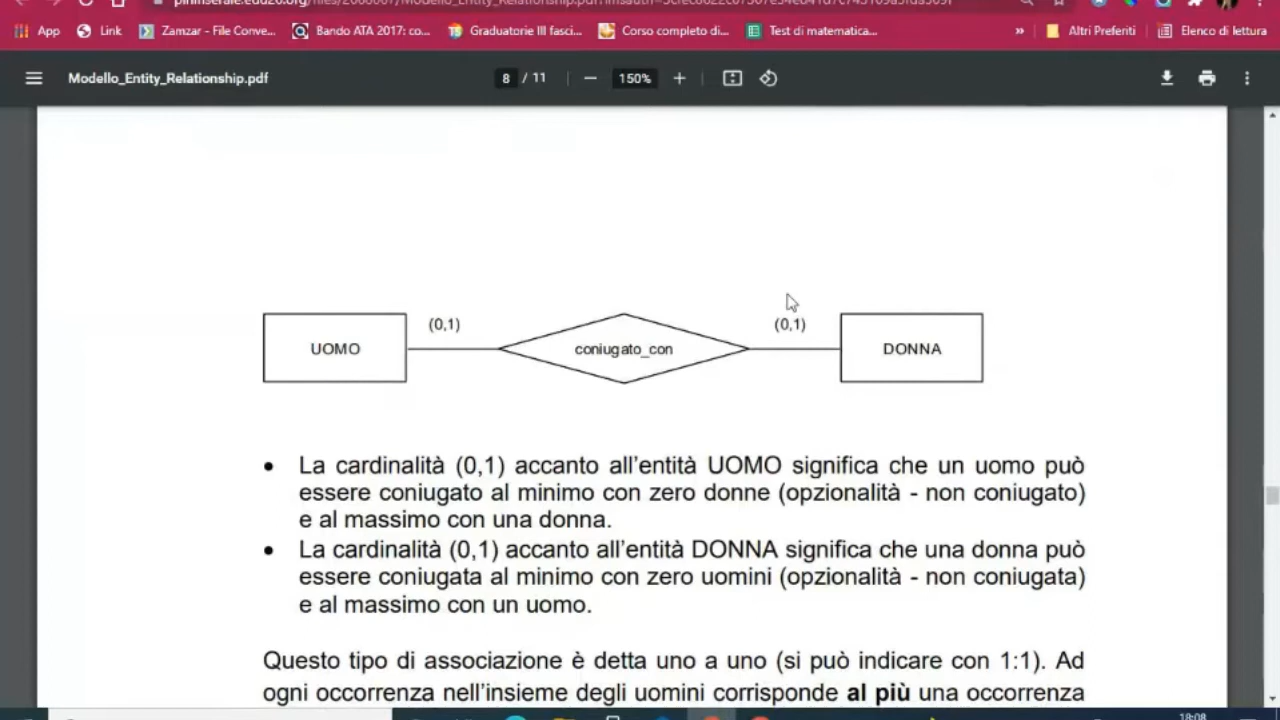 App Link Zamzar - File Conve... Bando ATA 2017: co... Graduatorie III fasci... Corso completo di... Test di matematica... » Altri Preferiti Elenco di lettura
Modello_Entity_Relationship.pdf 8 / 11 150%
(0,1) (0,1)
UOMO coniugato_con DONNA
• La cardinalità (0,1) accanto all'entità UOMO significa che un uomo può
essere coniugato al minimo con zero donne (opzionalità - non coniugato)
e al massimo con una donna.
• La cardinalità (0,1) accanto all'entità DONNA significa che una donna può
essere coniugata al minimo con zero uomini (opzionalità - non coniugata)
e al massimo con un uomo.
Questo tipo di associazione è detta uno a uno (si può indicare con 1:1). Ad
ogni occorrenza nell'insieme degli uomini corrisponde al più una occorrenza
18:08